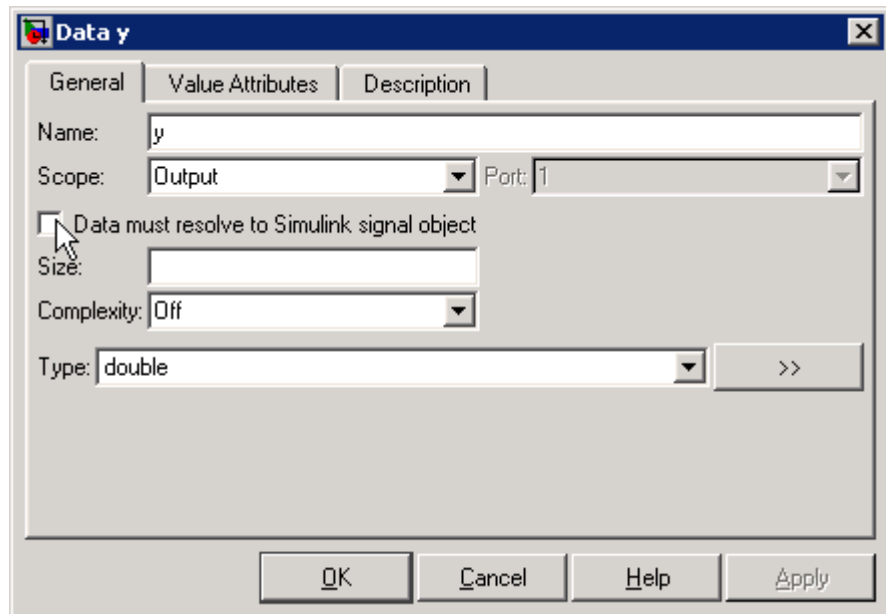 Data y
General Value Attributes Description
Name: y
Scope: Output Port: 1
Data must resolve to Simulink signal object
Size:
Complexity: Off
Type: double >>
OK Cancel Help Apply